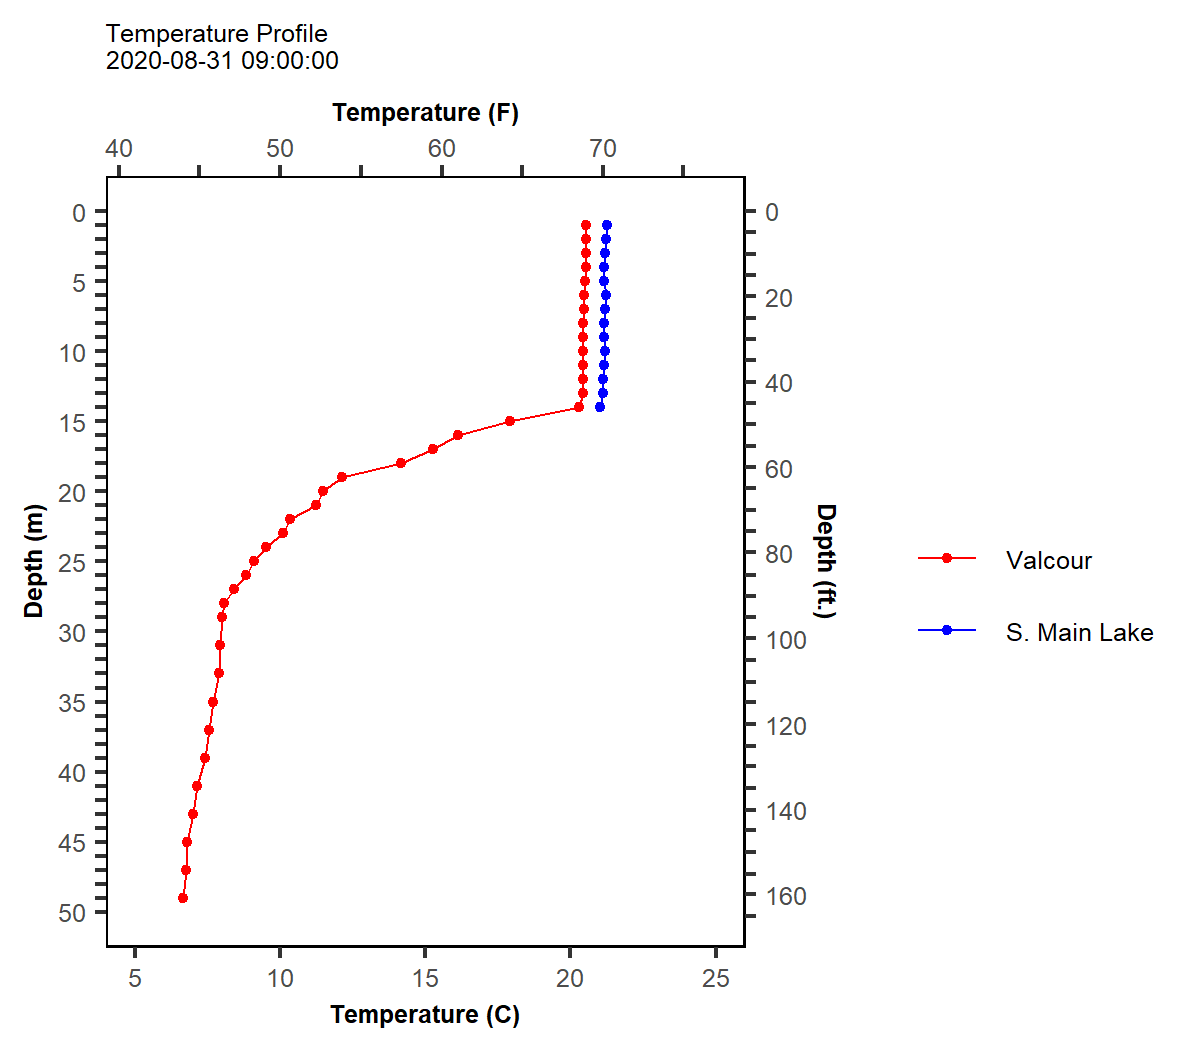 Temperature Profile
2020-08-31 09:00:00
Temperature (F)
40 50 60 70
0
5
10
15
20
25
30
35
40
45
50
Depth (m)
0
20
40
60
80
100
120
140
160
Depth (ft.)
Valcour
S. Main Lake
5 10 15 20 25
Temperature (C)